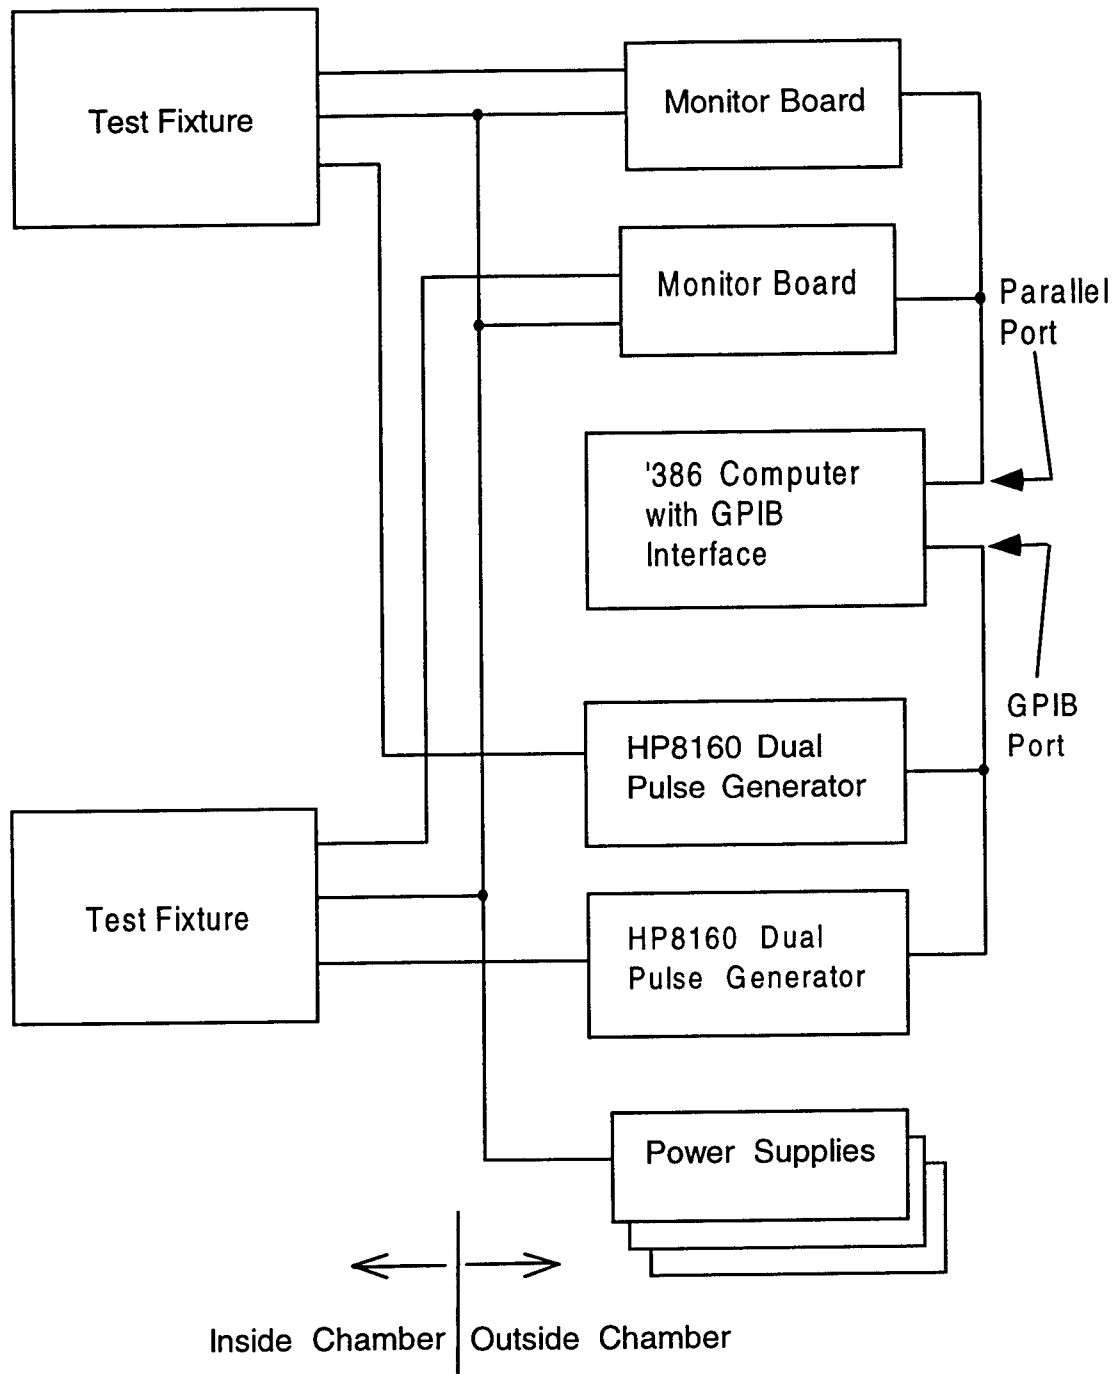 Test Fixture
Monitor Board
Monitor Board
Parallel
Port
'386 Computer
with GPIB
Interface
GPIB
Port
HP8160 Dual
Pulse Generator
Test Fixture
HP8160 Dual
Pulse Generator
Power Supplies
Inside Chamber
Outside Chamber